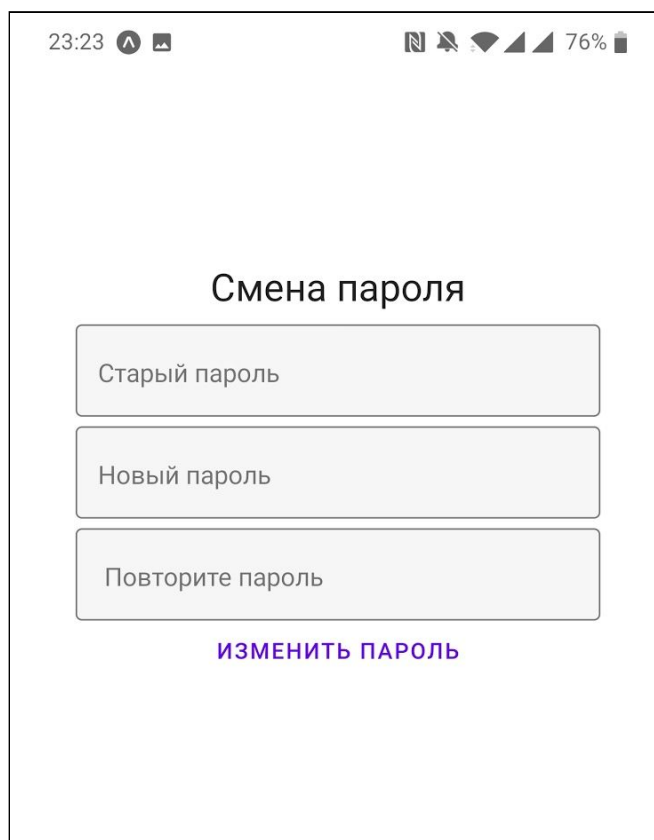 23:23
76%
Смена пароля
Старый пароль
Новый пароль
Повторите пароль
ИЗМЕНИТЬ ПАРОЛЬ